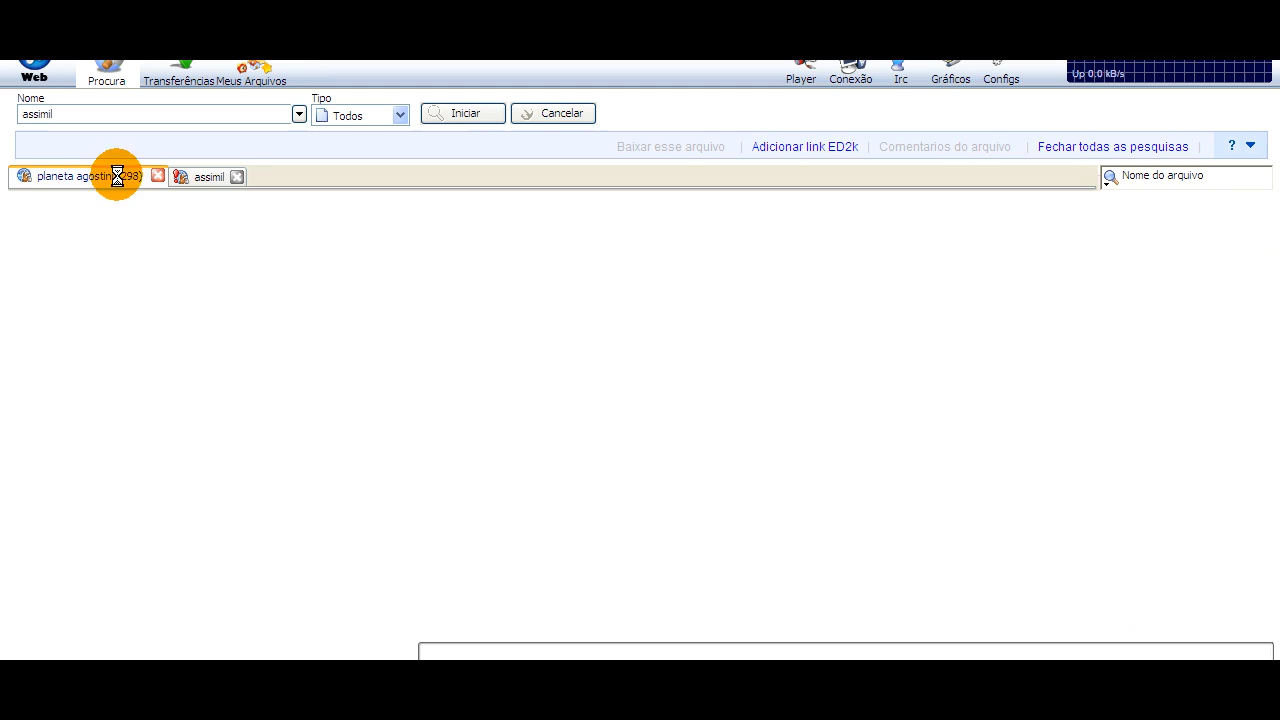 Web
Procura
Transferências
Meus Arquivos
Player
Conexão
Irc
Gráficos
Configs
Up 0.0 kB/s
Nome
Tipo
assimil
Todos
Iniciar
Cancelar
Baixar esse arquivo
Adicionar link ED2k
Comentarios do arquivo
Fechar todas as pesquisas
?
planeta 298)
assimil
Nome do arquivo